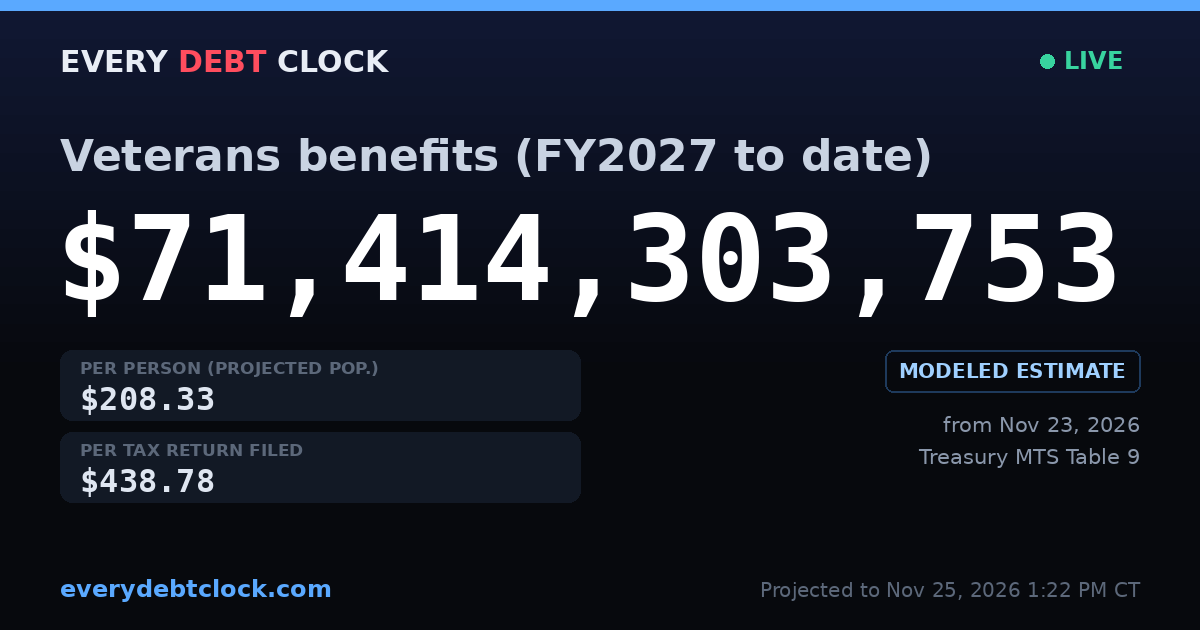 EVERY DEBT CLOCK
LIVE
Veterans benefits (FY2027 to date)
$71,414,303,753
PER PERSON (PROJECTED POP.)
$208.33
PER TAX RETURN FILED
$438.78
MODELED ESTIMATE
from Nov 23, 2026
Treasury MTS Table 9
everydebtclock.com
Projected to Nov 25, 2026 1:22 PM CT